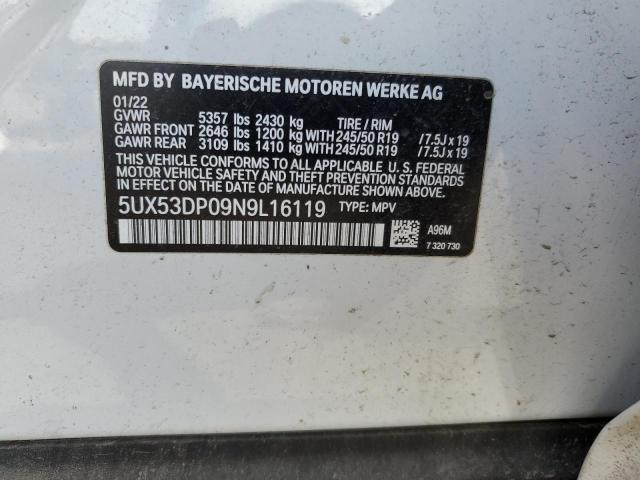 MFD BY BAYERISCHE MOTOREN WERKE AG
01/22
GVWR 5357 lbs 2430 kg TIRE / RIM
GAWR FRONT 2646 lbs 1200 kg WITH 245/50 R19 /7.5J x 19
GAWR REAR 3109 lbs 1410 kg WITH 245/50 R19 /7.5J x 19
THIS VEHICLE CONFORMS TO ALL APPLICABLE U. S. FEDERAL
MOTOR VEHICLE SAFETY AND THEFT PREVENTION STANDARDS
IN EFFECT ON THE DATE OF MANUFACTURE SHOWN ABOVE.
5UX53DP09N9L16119 TYPE: MPV
A96M
7 320 730